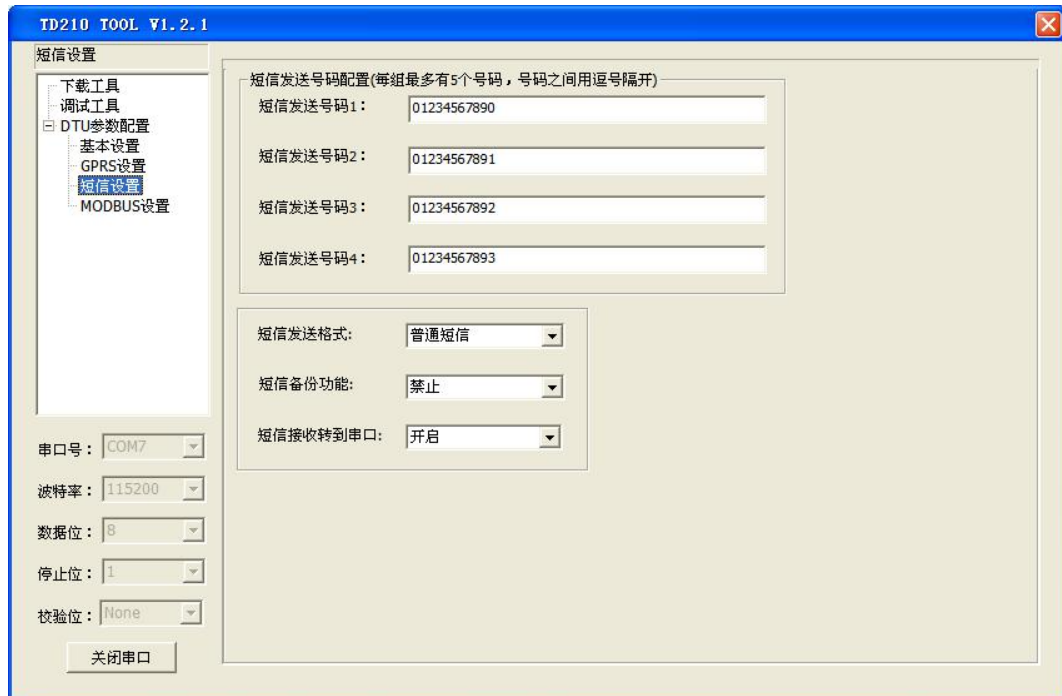 TD210 TOOL V1.2.1
短信设置
下载工具
调试工具
DTU参数配置
基本设置
GPRS设置
短信设置
MODBUS设置
串口号： COM7
波特率： 115200
数据位： 8
停止位： 1
校验位： None
关闭串口
短信发送号码配置(每组最多有5个号码，号码之间用逗号隔开)
短信发送号码1： 01234567890
短信发送号码2： 01234567891
短信发送号码3： 01234567892
短信发送号码4： 01234567893
短信发送格式: 普通短信
短信备份功能: 禁止
短信接收转到串口: 开启